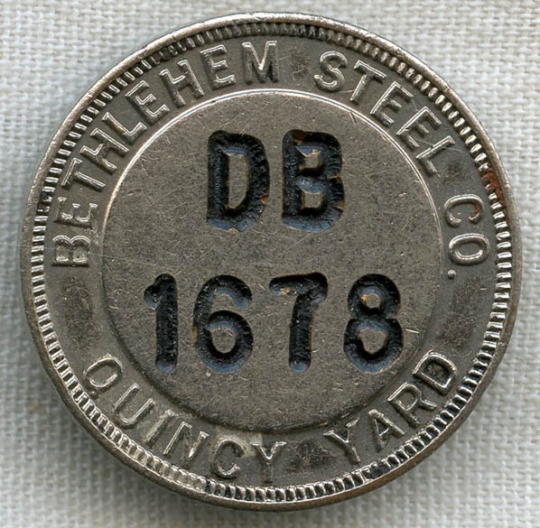 BETHLEHEM STEEL CO.
DB
1678
QUINCY YARD